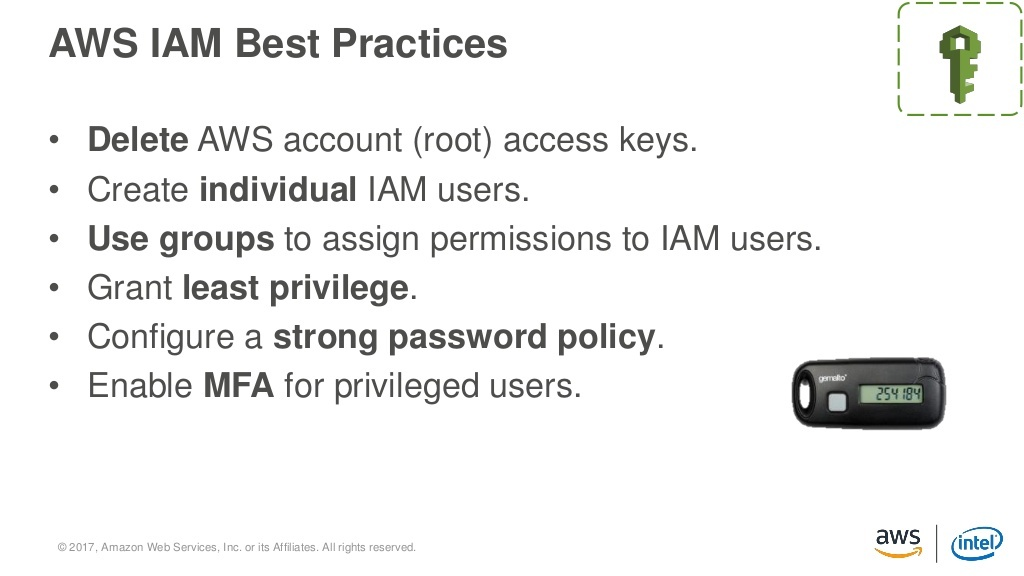 AWS IAM Best Practices
• Delete AWS account (root) access keys.
• Create individual IAM users.
• Use groups to assign permissions to IAM users.
• Grant least privilege.
• Configure a strong password policy.
• Enable MFA for privileged users.
gemalto
254184
© 2017, Amazon Web Services, Inc. or its Affiliates. All rights reserved.
aws
intel